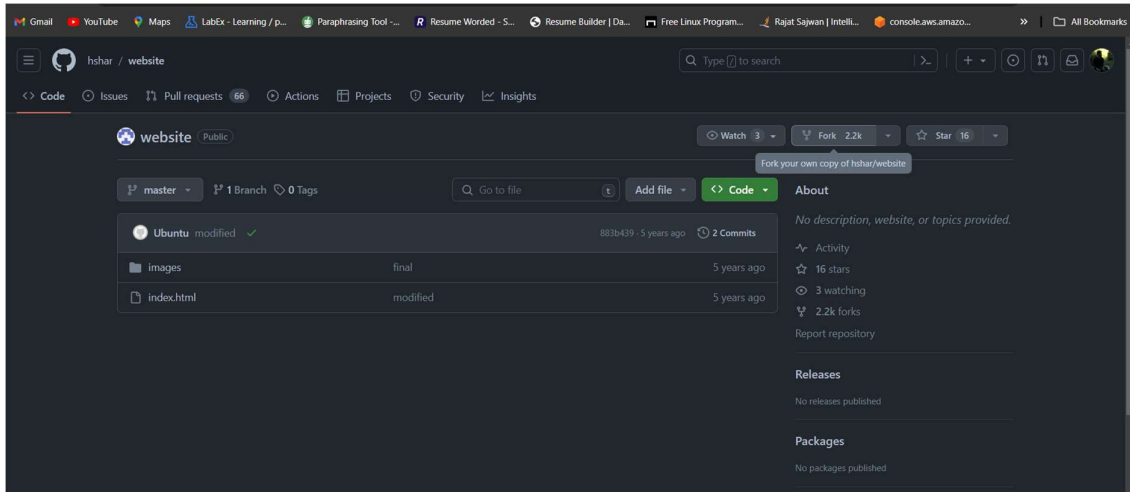 Gmail YouTube Maps LabEx - Learning / p... Paraphrasing Tool -... Resume Worded - S... Resume Builder | Da... Free Linux Program... Rajat Sajwan | Intelli... console.aws.amazo... » All Bookmarks
hshar / website Type / to search
<> Code Issues Pull requests 66 Actions Projects Security Insights
website Public Watch 3 Fork 2.2k Star 16
Fork your own copy of hshar/website
master 1 Branch 0 Tags Go to file t Add file <> Code About
No description, website, or topics provided.
Ubuntu modified 883b439 · 5 years ago 2 Commits
Activity
images final 5 years ago
16 stars
3 watching
index.html modified 5 years ago
2.2k forks
Report repository
Releases
No releases published
Packages
No packages published